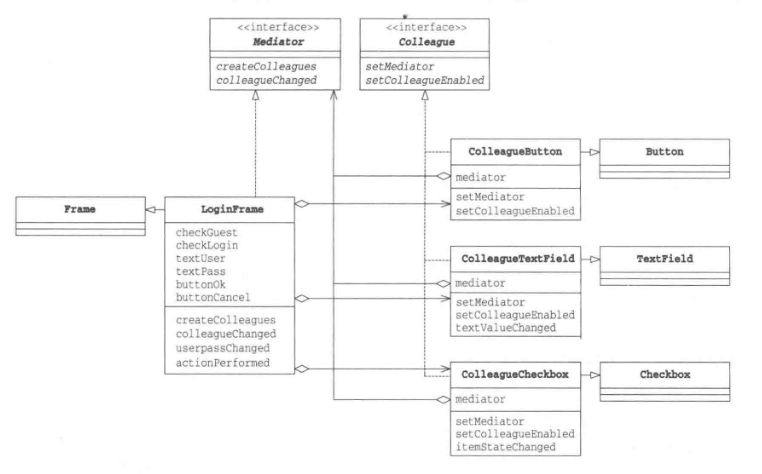 <<interface>>
Mediator
createColleagues
colleagueChanged
<<interface>>
Colleague
setMediator
setColleagueEnabled
ColleagueButton
mediator
setMediator
setColleagueEnabled
Button
Frame
LoginFrame
checkGuest
checkLogin
textUser
textPass
buttonOk
buttonCancel
createColleagues
colleagueChanged
userpassChanged
actionPerformed
ColleagueTextField
mediator
setMediator
setColleagueEnabled
textValueChanged
TextField
ColleagueCheckbox
mediator
setMediator
setColleagueEnabled
itemStateChanged
Checkbox